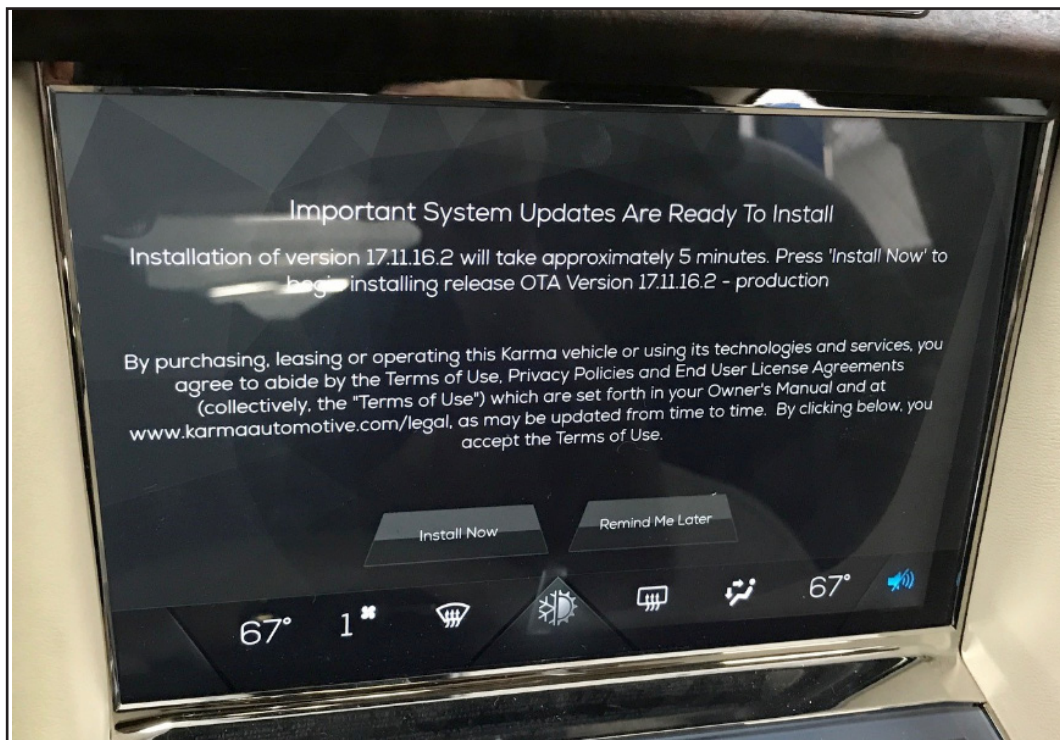 Important System Updates Are Ready To Install
Installation of version 17.11.16.2 will take approximately 5 minutes. Press 'Install Now' to
begin installing release OTA Version 17.11.16.2 - production
By purchasing, leasing or operating this Karma vehicle or using its technologies and services, you
agree to abide by the Terms of Use, Privacy Policies and End User License Agreements
(collectively, the "Terms of Use") which are set forth in your Owner's Manual and at
www.karmaautomotive.com/legal, as may be updated from time to time. By clicking below, you
accept the Terms of Use.
Install Now
Remind Me Later
67° 1 67°